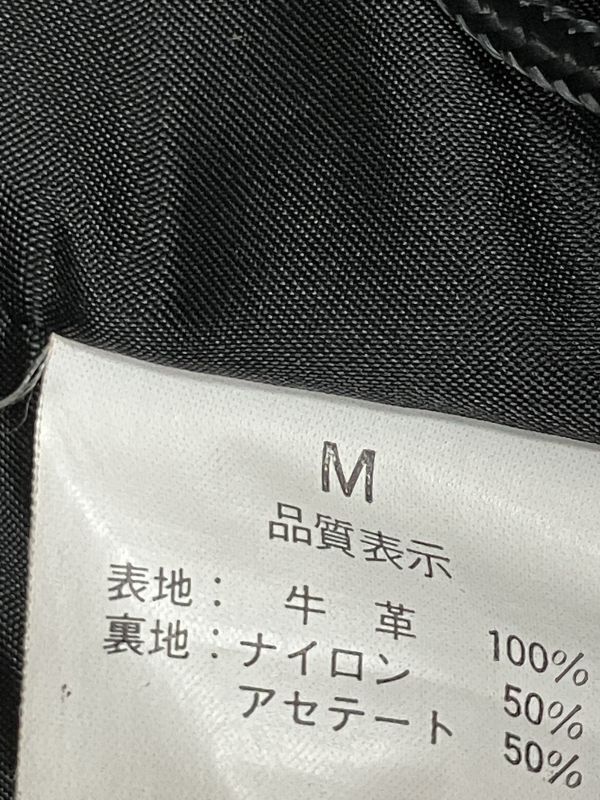 M
品質表示
表地： 牛 革 100%
裏地：ナイロン 50%
アセテート 50%